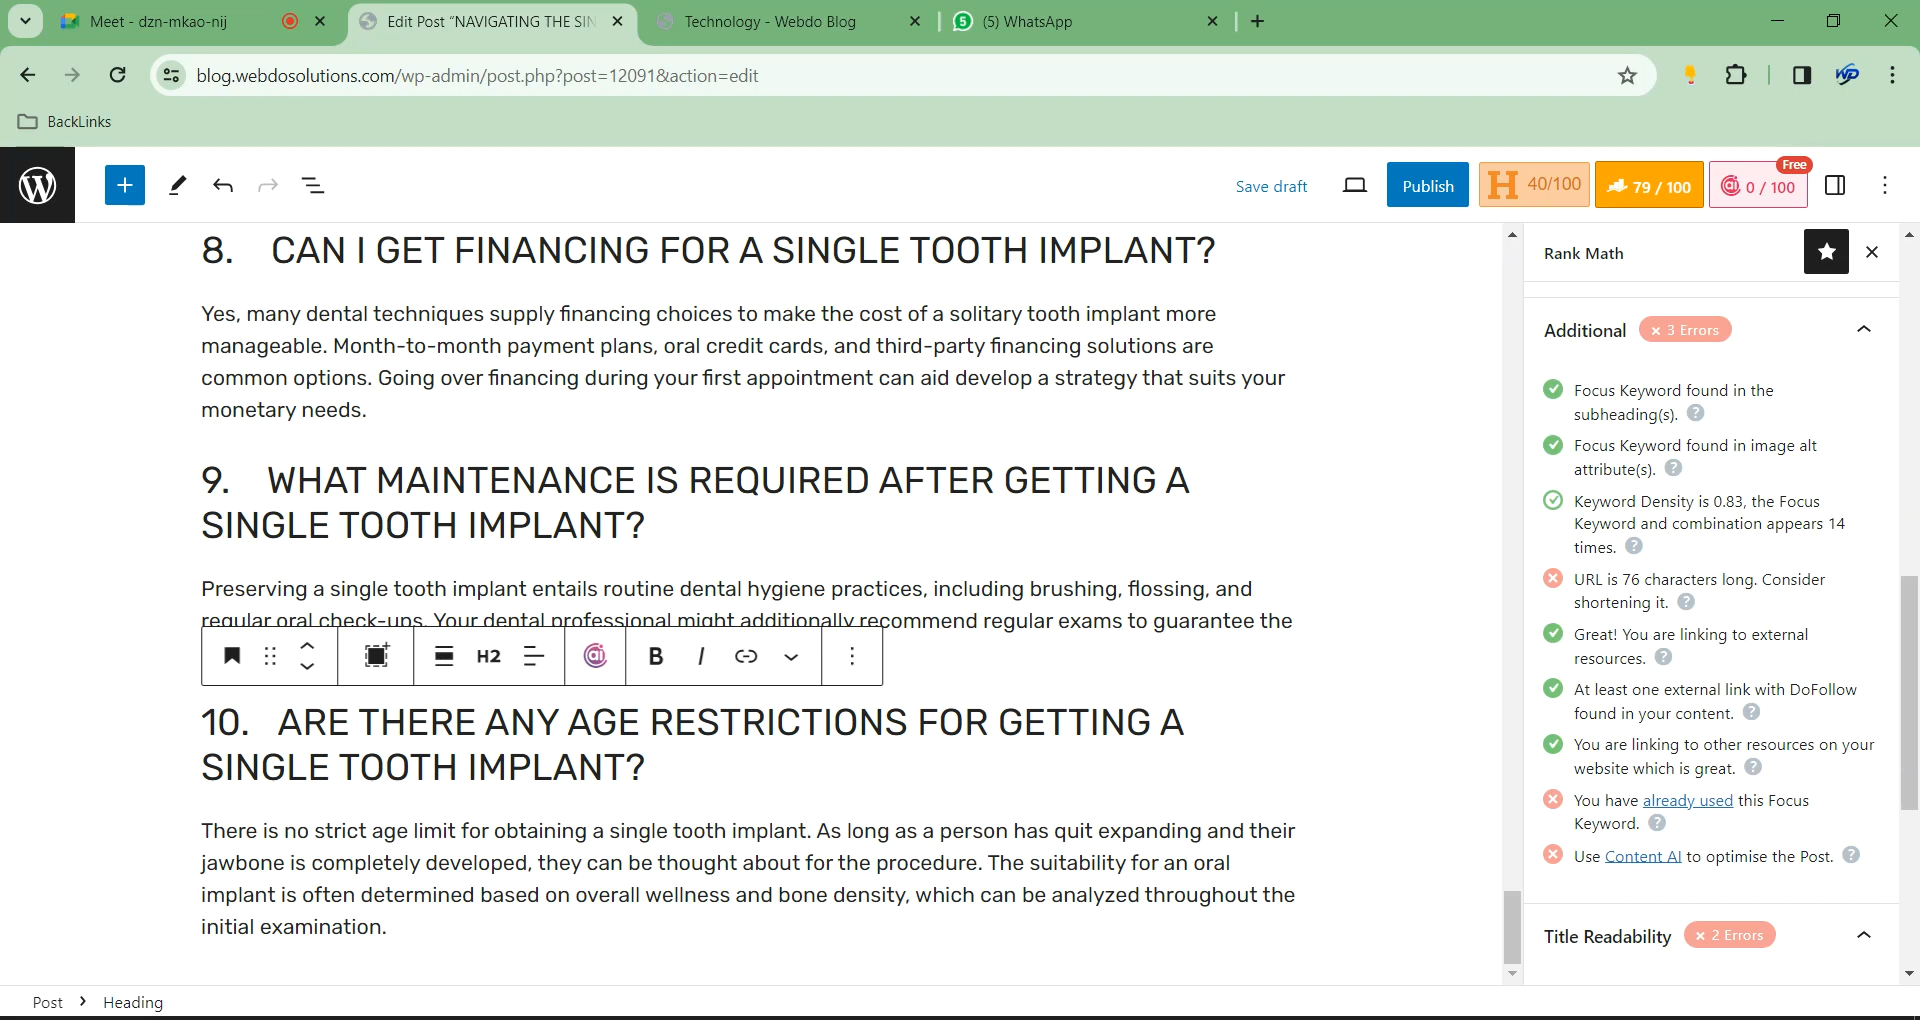 Meet - dzn-mkao-nij
Edit Post “NAVIGATING THE SIN
Technology - Webdo Blog
5
(5) WhatsApp
blog.webdosolutions.com/wp-admin/post.php?post=12091&action=edit
BackLinks
Save draft
Publish
H 40/100
79 / 100
0 / 100
Free
8. CAN I GET FINANCING FOR A SINGLE TOOTH IMPLANT?
Yes, many dental techniques supply financing choices to make the cost of a solitary tooth implant more
manageable. Month-to-month payment plans, oral credit cards, and third-party financing solutions are
common options. Going over financing during your first appointment can aid develop a strategy that suits your
monetary needs.
9. WHAT MAINTENANCE IS REQUIRED AFTER GETTING A
SINGLE TOOTH IMPLANT?
Preserving a single tooth implant entails routine dental hygiene practices, including brushing, flossing, and
regular oral check-ups. Your dental professional might additionally recommend regular exams to guarantee the
H2
B I
10. ARE THERE ANY AGE RESTRICTIONS FOR GETTING A
SINGLE TOOTH IMPLANT?
There is no strict age limit for obtaining a single tooth implant. As long as a person has quit expanding and their
jawbone is completely developed, they can be thought about for the procedure. The suitability for an oral
implant is often determined based on overall wellness and bone density, which can be analyzed throughout the
initial examination.
Rank Math
Additional × 3 Errors
Focus Keyword found in the
subheading(s). ?
Focus Keyword found in image alt
attribute(s). ?
Keyword Density is 0.83, the Focus
Keyword and combination appears 14
times. ?
URL is 76 characters long. Consider
shortening it. ?
Great! You are linking to external
resources. ?
At least one external link with DoFollow
found in your content. ?
You are linking to other resources on your
website which is great. ?
You have already used this Focus
Keyword. ?
Use Content AI to optimise the Post. ?
Title Readability × 2 Errors
Post › Heading